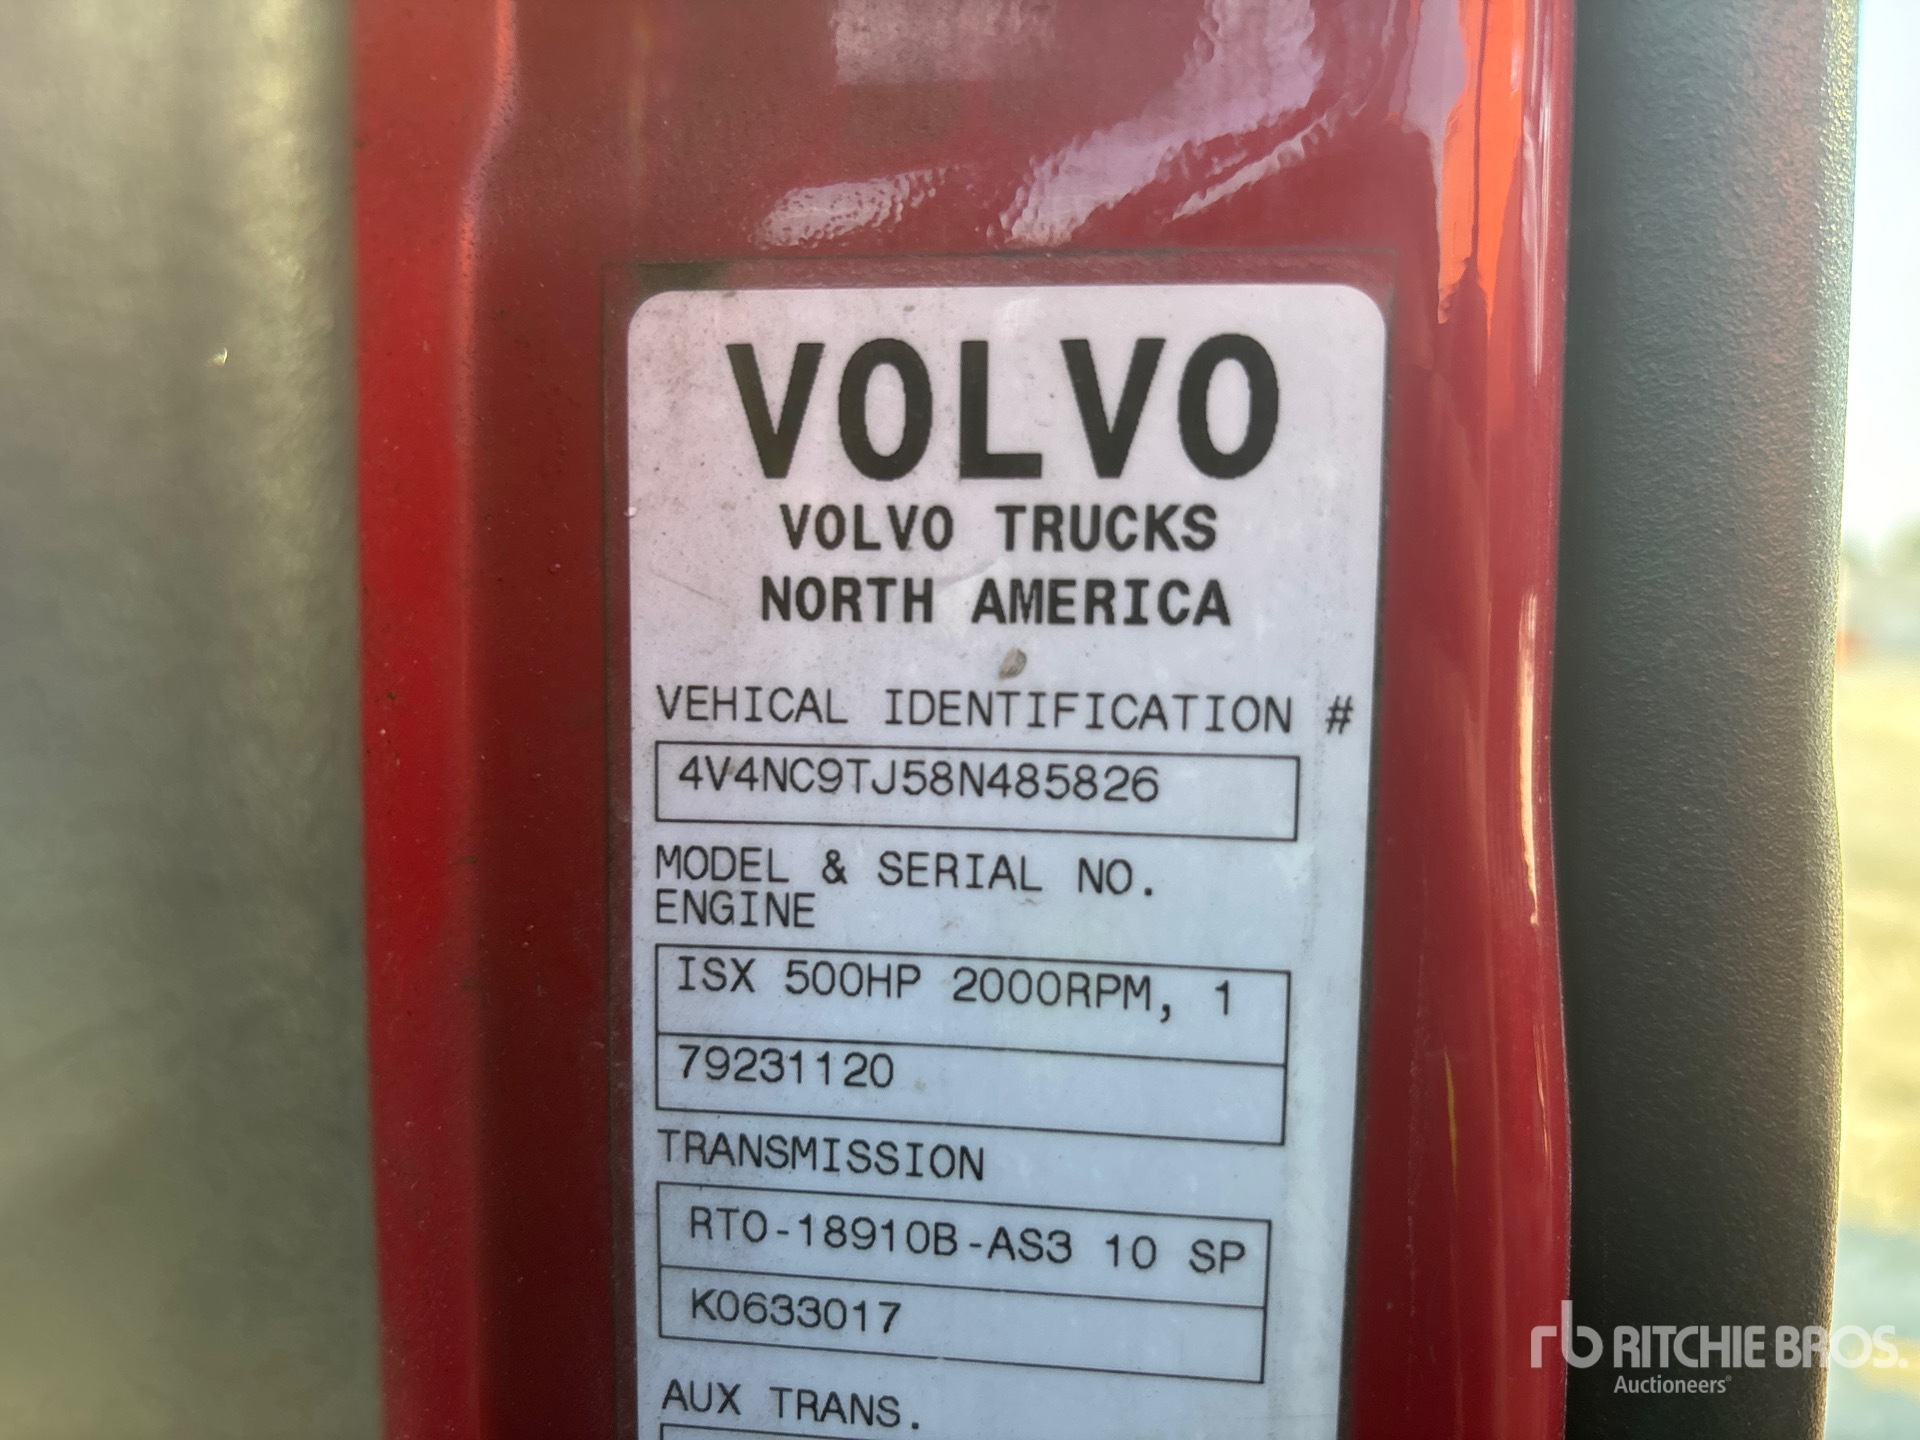 VOLVO
VOLVO TRUCKS
NORTH AMERICA
VEHICAL IDENTIFICATION #
4V4NC9TJ58N485826
MODEL & SERIAL NO.
ENGINE
ISX 500HP 2000RPM, 1
79231120
TRANSMISSION
RTO-18910B-AS3 10 SP
K0633017
AUX TRANS.
rb RITCHIE BROS.
Auctioneers